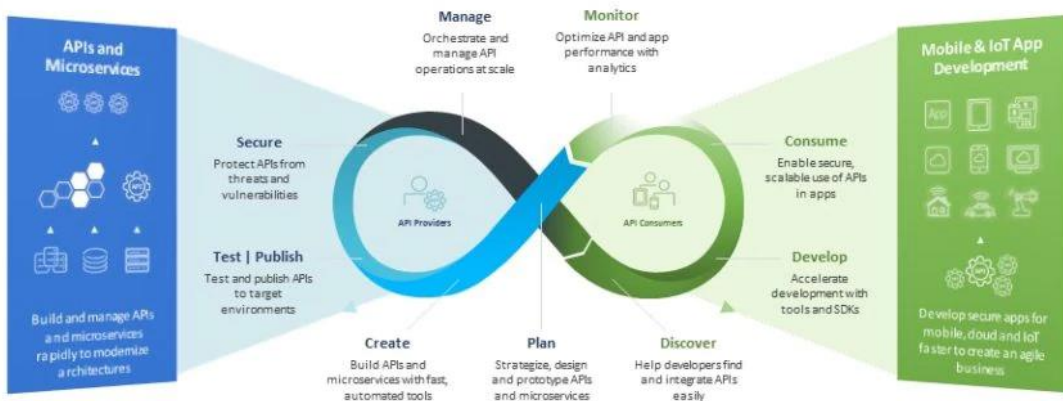 APIs and
Microservices
Build and manage APIs
and microservices
rapidly to modernize
architectures
Manage
Orchestrate and
manage API
operations at scale
Monitor
Optimize API and app
performance with
analytics
Secure
Protect APIs from
threats and
vulnerabilities
Test | Publish
Test and publish APIs
to target
environments
API Providers
API Consumers
Consume
Enable secure,
scalable use of APIs
in apps
Develop
Accelerate
development with
tools and SDKs
Create
Build APIs and
microservices with fast,
automated tools
Plan
Strategize, design
and prototype APIs
and microservices
Discover
Help developers find
and integrate APIs
easily
Mobile & IoT App
Development
App
API
Develop secure apps for
mobile, cloud and IoT
faster to create an agile
business